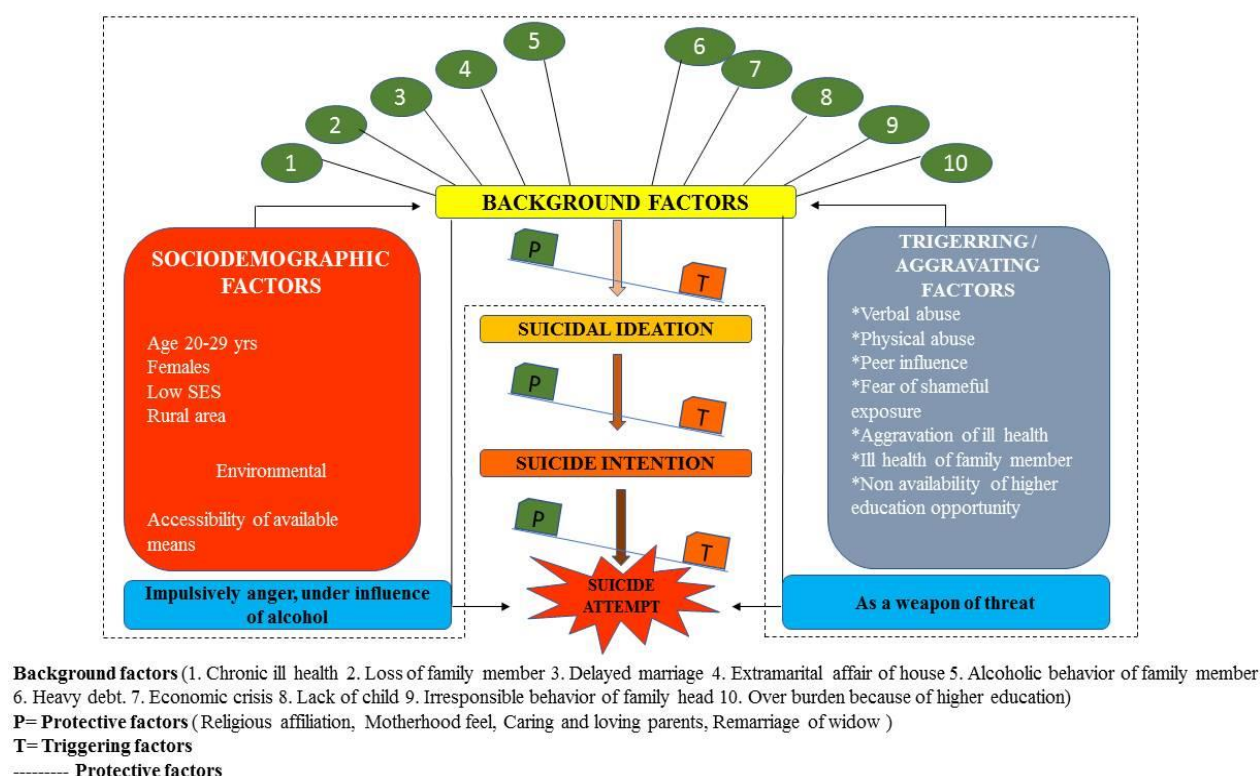 5
6
4
7
3
8
2
9
1
10
BACKGROUND FACTORS
P
T
SOCIODEMOGRAPHIC
FACTORS
Age 20-29 yrs
Females
Low SES
Rural area
Environmental
Accessibility of available
means
TRIGERRING /
AGGRAVATING
FACTORS
*Verbal abuse
*Physical abuse
*Peer influence
*Fear of shameful
exposure
*Aggravation of ill health
*Ill health of family member
*Non availability of higher
education opportunity
SUICIDAL IDEATION
P
T
SUICIDE INTENTION
P
T
Impulsively anger, under influence
of alcohol
SUICIDE
ATTEMPT
As a weapon of threat
Background factors (1. Chronic ill health 2. Loss of family member 3. Delayed marriage 4. Extramarital affair of house 5. Alcoholic behavior of family member
6. Heavy debt. 7. Economic crisis 8. Lack of child 9. Irresponsible behavior of family head 10. Over burden because of higher education)
P= Protective factors ( Religious affiliation, Motherhood feel, Caring and loving parents, Remarriage of widow )
T= Triggering factors
--------- Protective factors